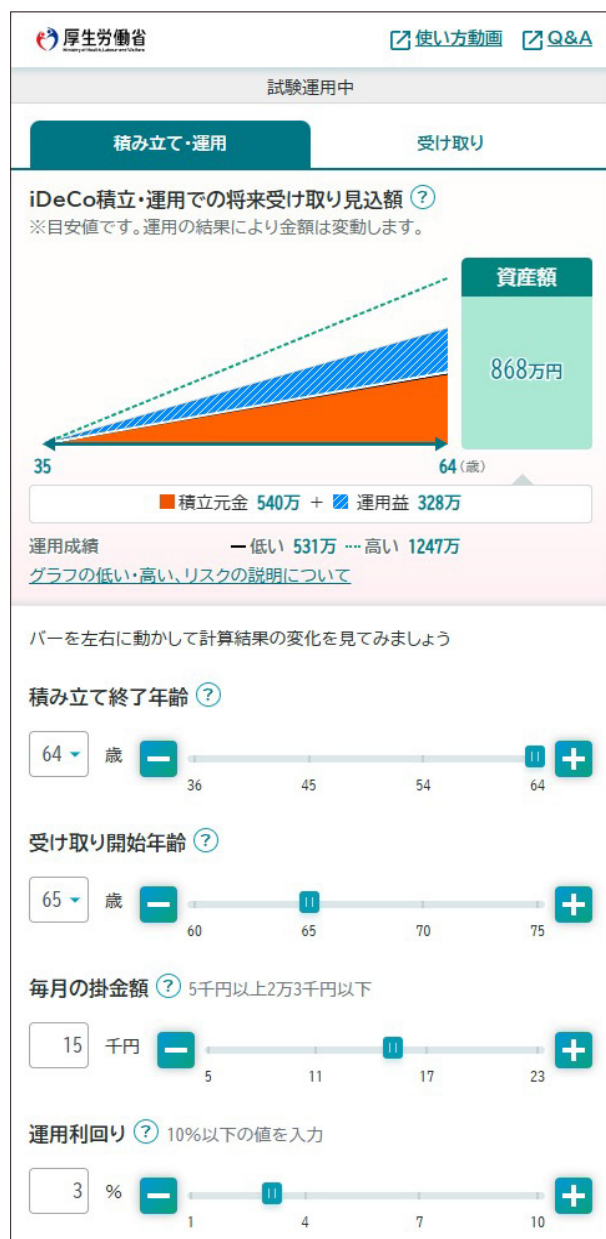 厚生労働省
Ministry of Health, Labour and Welfare
使い方動画 Q&A
試験運用中
積み立て・運用 受け取り
iDeCo積立・運用での将来受け取り見込額 ?
※目安値です。運用の結果により金額は変動します。
資産額
868万円
35 64(歳)
積立元金 540万 + 運用益 328万
運用成績 低い 531万 高い 1247万
グラフの低い・高い、リスクの説明について
バーを左右に動かして計算結果の変化を見てみましょう
積み立て終了年齢 ?
64 歳 − +
36 45 54 64
受け取り開始年齢 ?
65 歳 − +
60 65 70 75
毎月の掛金額 ? 5千円以上2万3千円以下
15 千円 − +
5 11 17 23
運用利回り ? 10%以下の値を入力
3 % − +
1 4 7 10